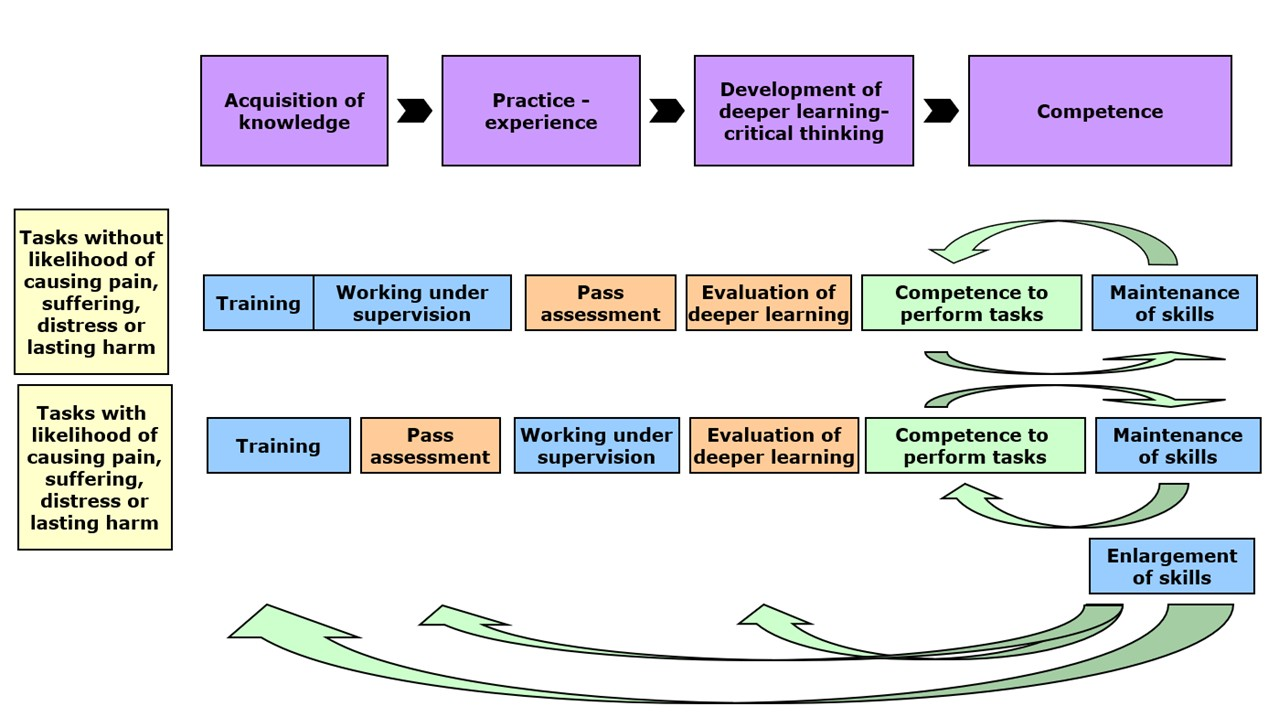 Acquisition of
knowledge
Practice -
experience
Development of
deeper learning-
critical thinking
Competence
Tasks without
likelihood of
causing pain,
suffering,
distress or
lasting harm
Training
Working under
supervision
Pass
assessment
Evaluation of
deeper learning
Competence to
perform tasks
Maintenance
of skills
Tasks with
likelihood of
causing pain,
suffering,
distress or
lasting harm
Training
Pass
assessment
Working under
supervision
Evaluation of
deeper learning
Competence to
perform tasks
Maintenance
of skills
Enlargement
of skills